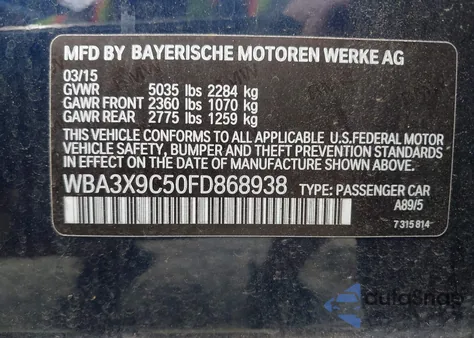 MFD BY BAYERISCHE MOTOREN WERKE AG
03/15
GVWR 5035 lbs 2284 kg
GAWR FRONT 2360 lbs 1070 kg
GAWR REAR 2775 lbs 1259 kg
THIS VEHICLE CONFORMS TO ALL APPLICABLE U.S.FEDERAL MOTOR
VEHICLE SAFETY, BUMPER AND THEFT PREVENTION STANDARDS
IN EFFECT ON THE DATE OF MANUFACTURE SHOWN ABOVE.
WBA3X9C50FD868938 TYPE: PASSENGER CAR
A89/5
7 315 814
autoSnap